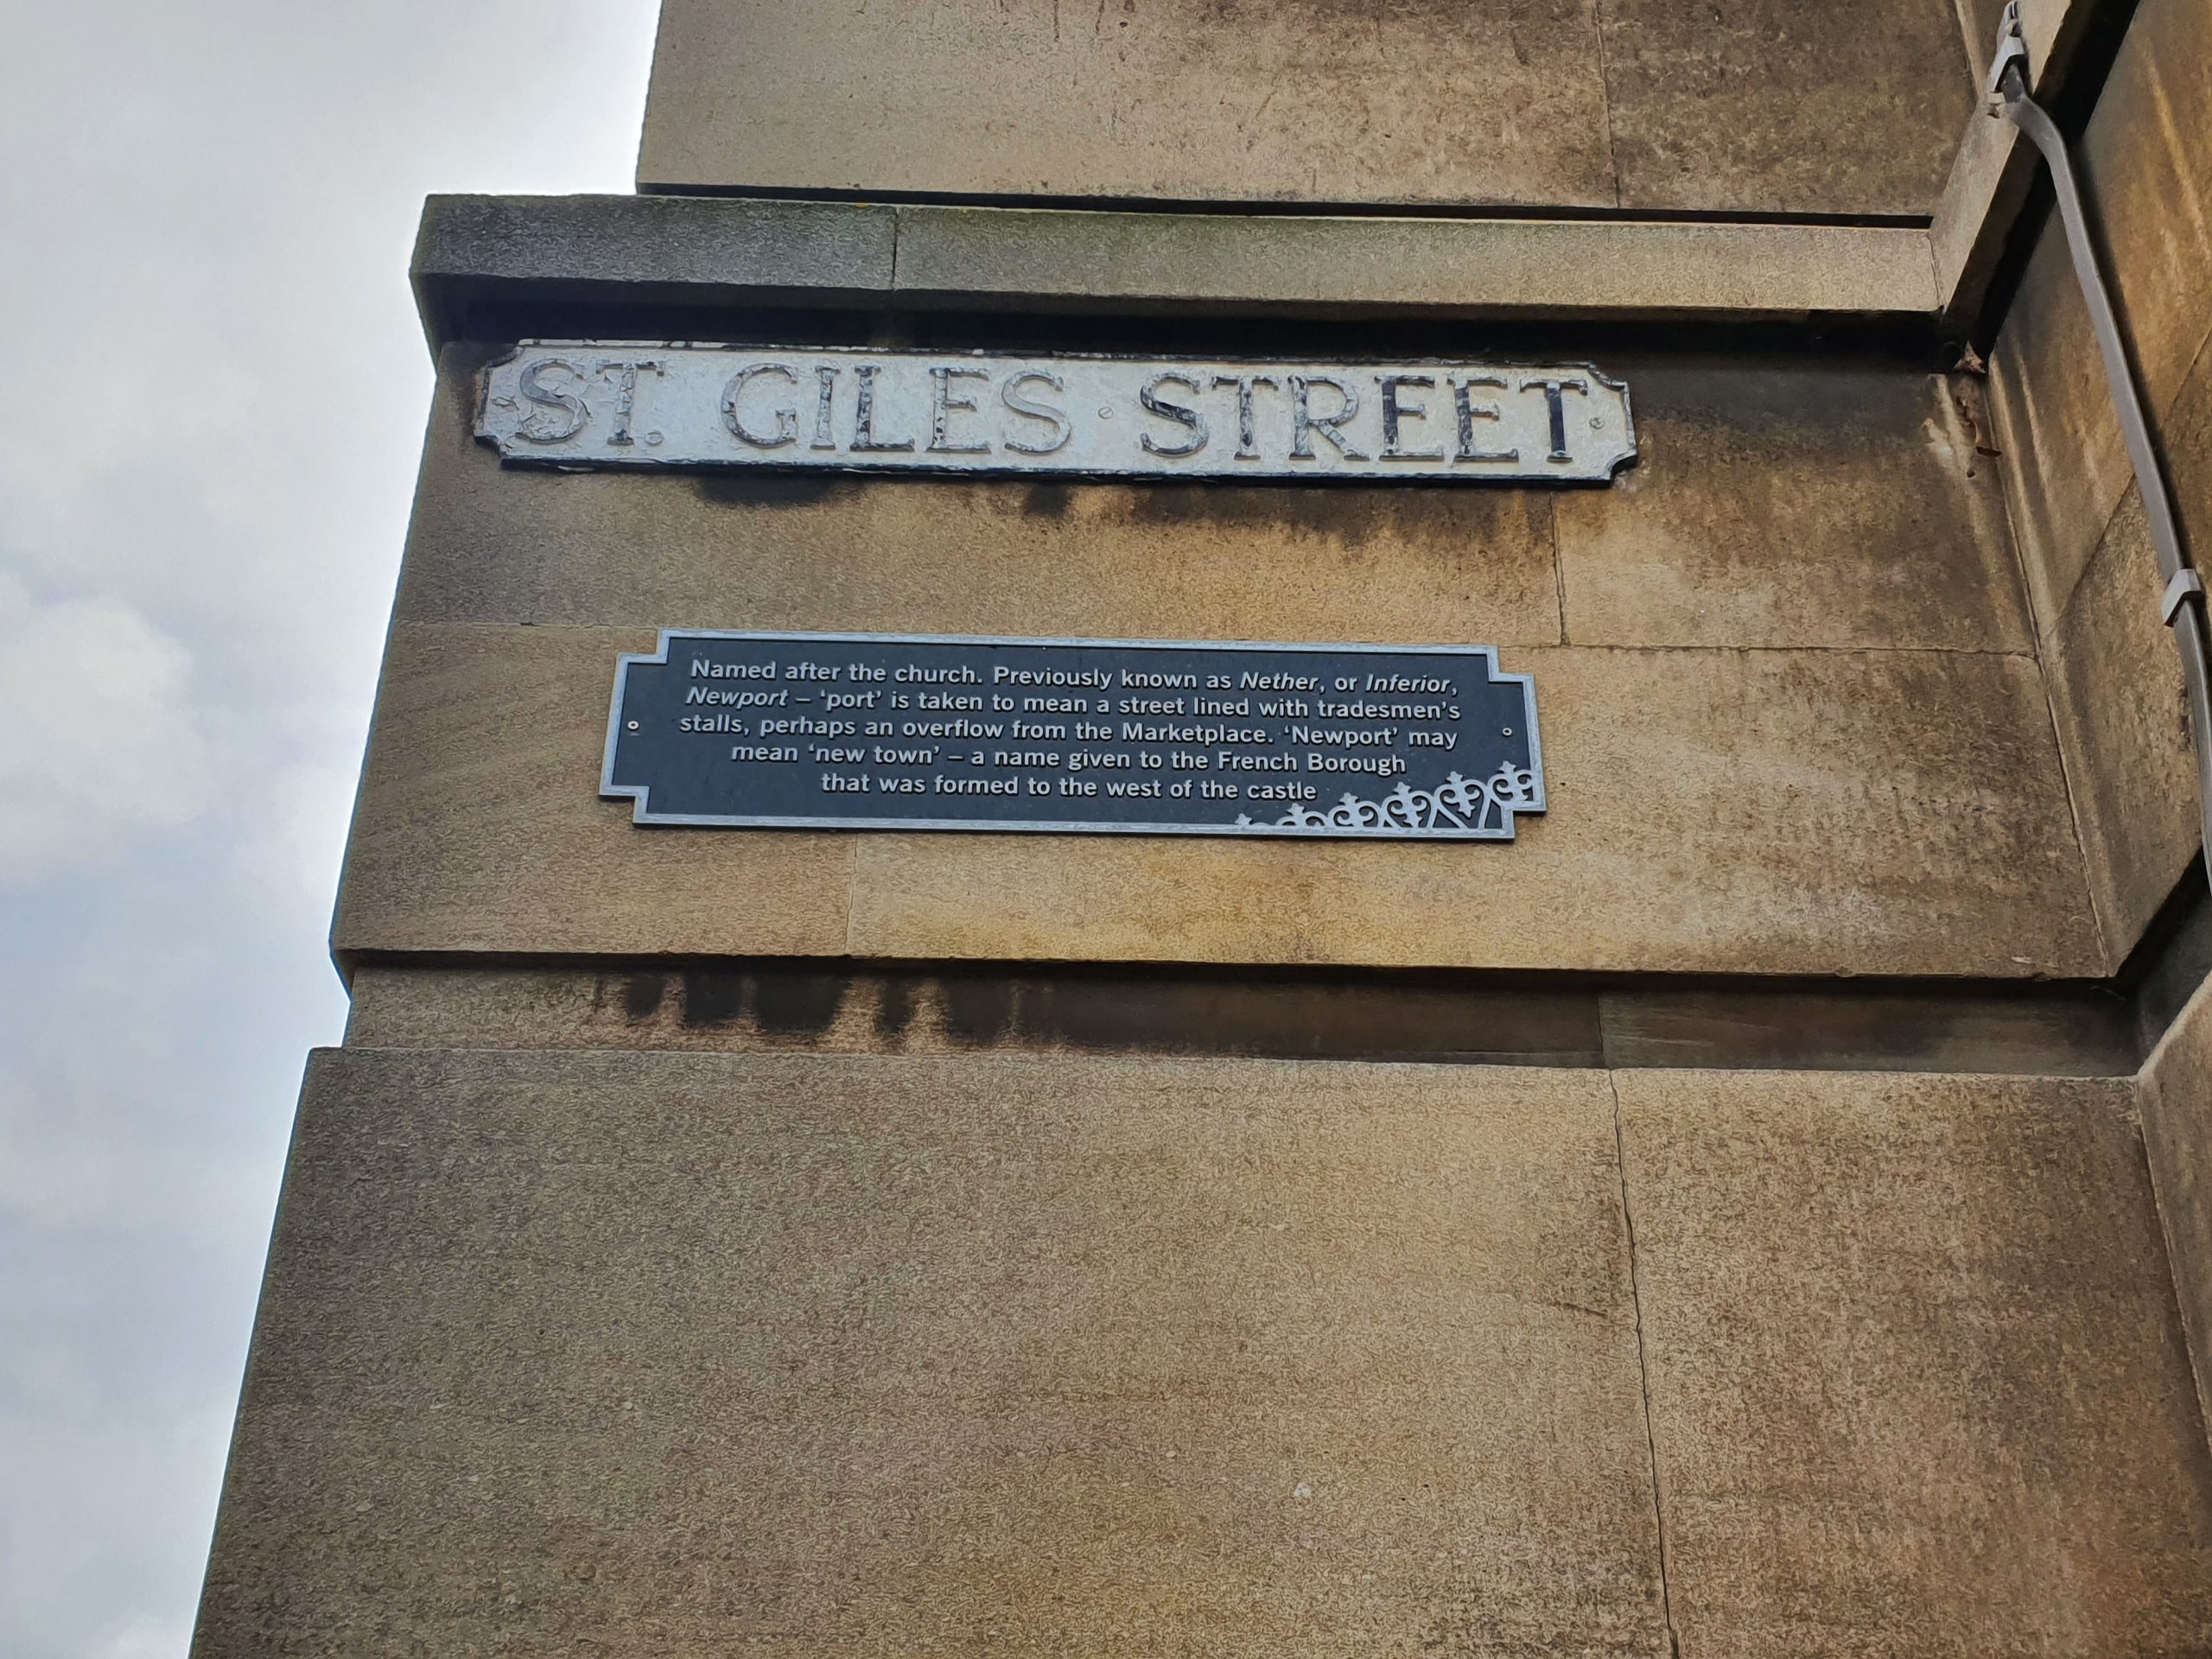 ST. GILES STREET
Named after the church. Previously known as Nether, or Inferior,
Newport – ‘port’ is taken to mean a street lined with tradesmen’s
stalls, perhaps an overflow from the Marketplace. ‘Newport’ may
mean ‘new town’ – a name given to the French Borough
that was formed to the west of the castle